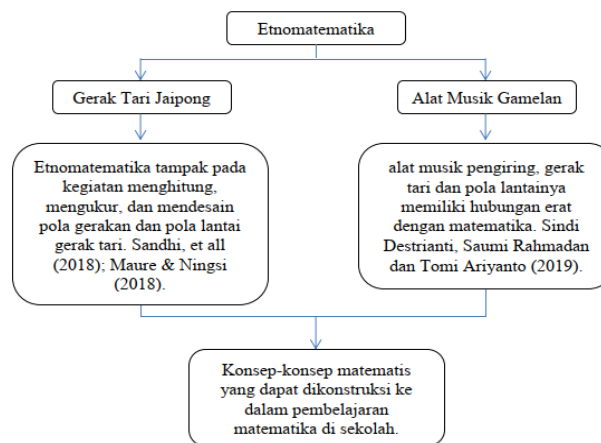 Etnomatematika
Gerak Tari Jaipong
Alat Musik Gamelan
Etnomatematika tampak pada
kegiatan menghitung,
mengukur, dan mendesain
pola gerakan dan pola lantai
gerak tari. Sandhi, et all
(2018); Maure & Ningsi
(2018).
alat musik pengiring, gerak
tari dan pola lantainya
memiliki hubungan erat
dengan matematika. Sindi
Destrianti, Saumi Rahmadan
dan Tomi Ariyanto (2019).
Konsep-konsep matematis
yang dapat dikonstruksi ke
dalam pembelajaran
matematika di sekolah.